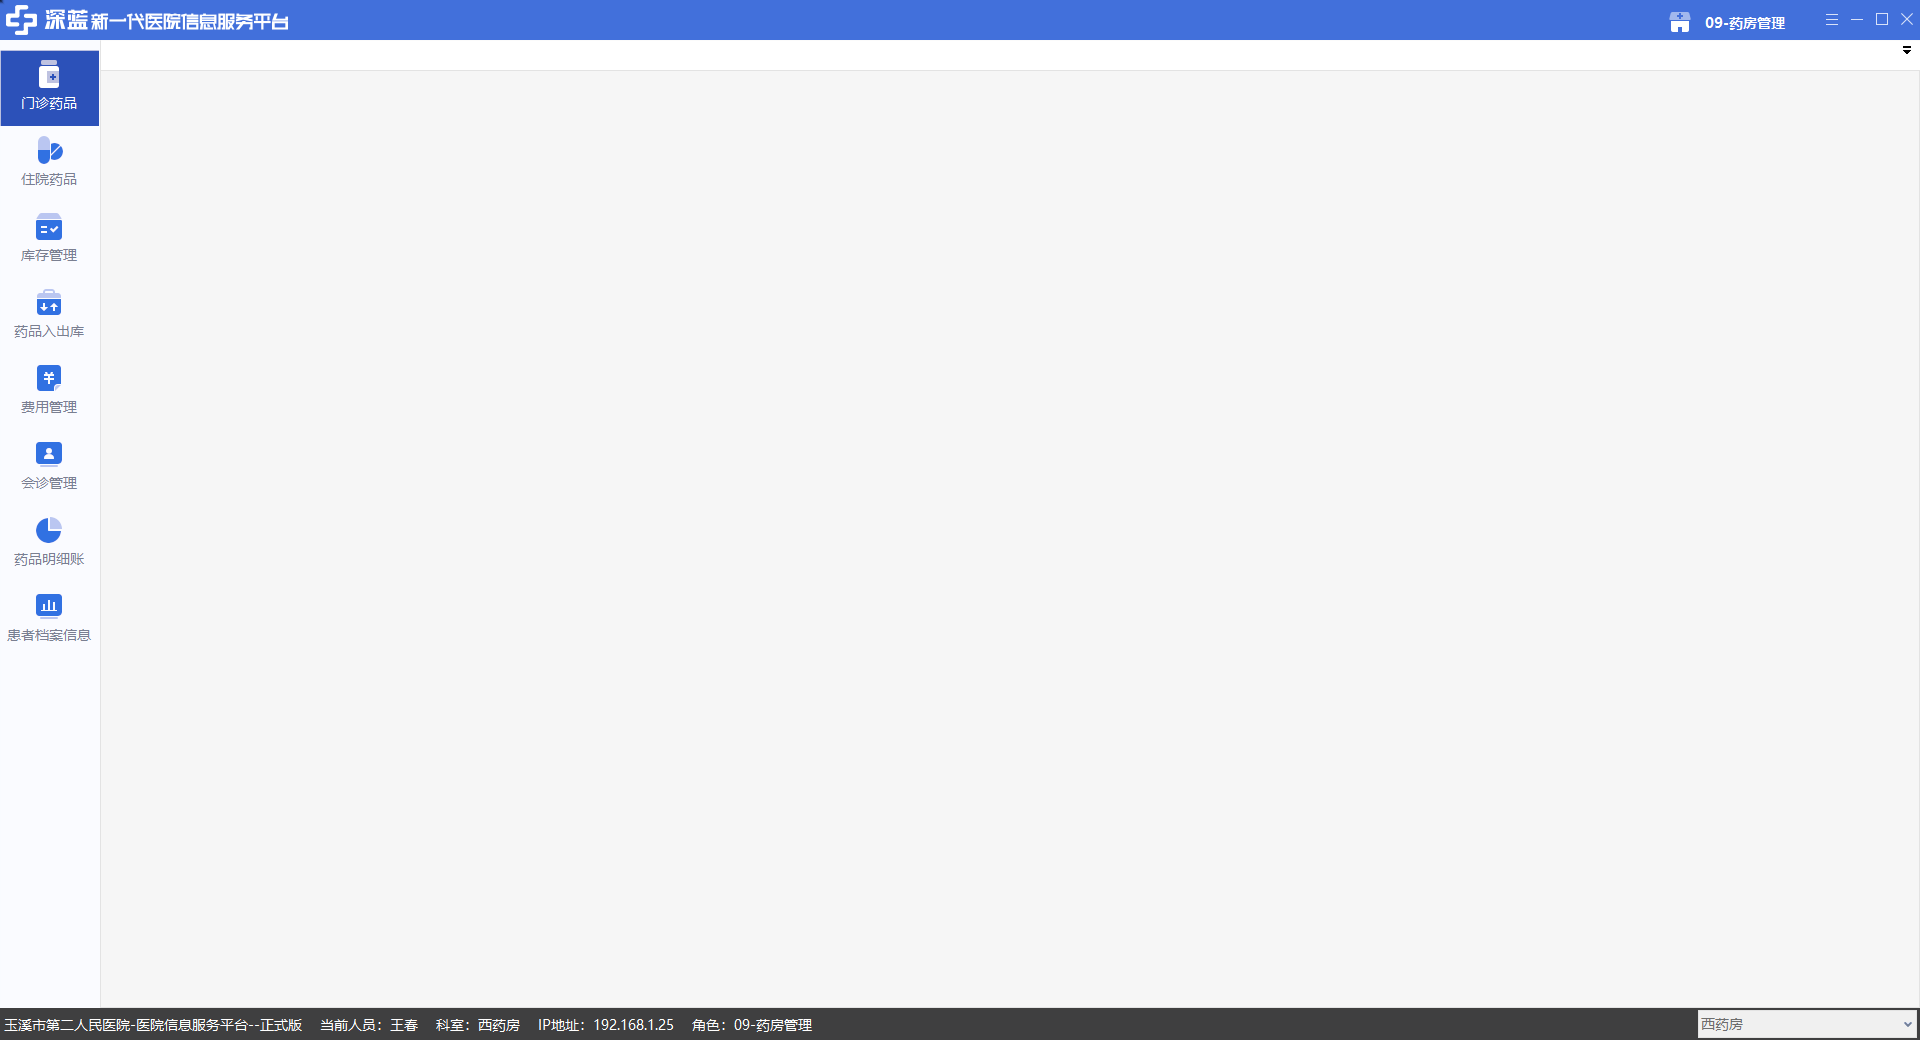 深蓝新一代医院信息服务平台
09-药房管理
门诊药品
住院药品
库存管理
药品入出库
费用管理
会诊管理
药品明细账
患者档案信息
玉溪市第二人民医院-医院信息服务平台--正式版 当前人员：王春 科室：西药房 IP地址：192.168.1.25 角色：09-药房管理
西药房